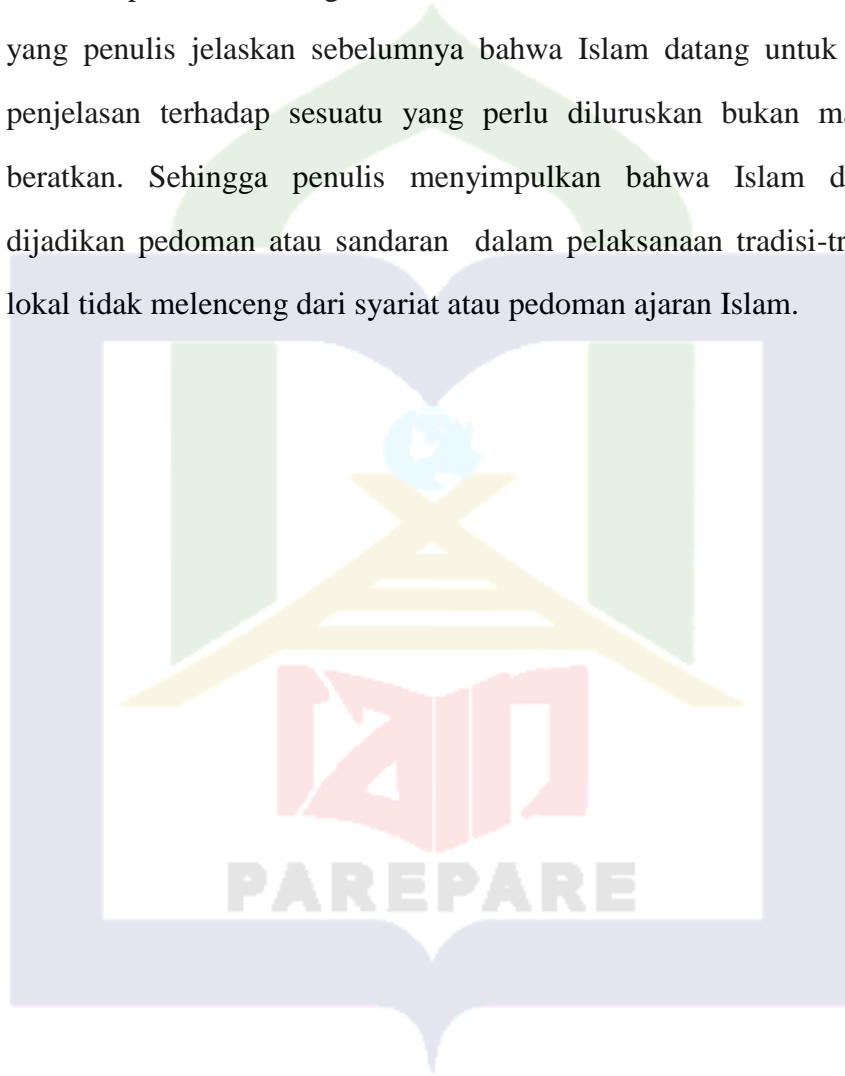 yang penulis jelaskan sebelumnya bahwa Islam datang untuk
penjelasan terhadap sesuatu yang perlu diluruskan bukan
beratkan. Sehingga penulis menyimpulkan bahwa Islam
dijadikan pedoman atau sandaran dalam pelaksanaan
lokal tidak melenceng dari syariat atau pedoman ajaran Islam.
iain
PAREPARE